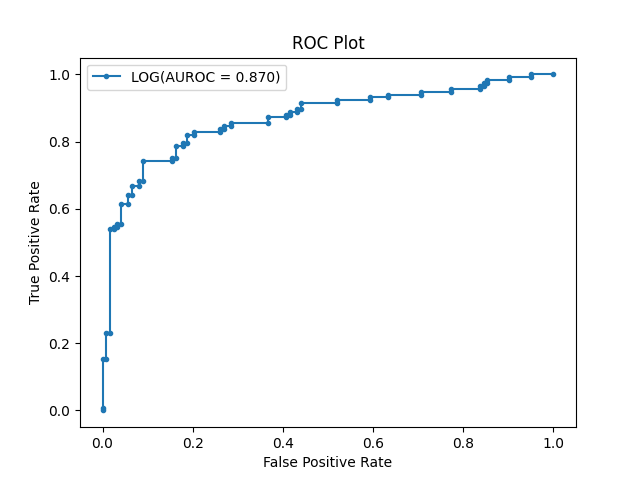 ROC Plot
LOG(AUROC = 0.870)
1.0
0.8
0.6
0.4
0.2
0.0
True Positive Rate
0.0 0.2 0.4 0.6 0.8 1.0
False Positive Rate